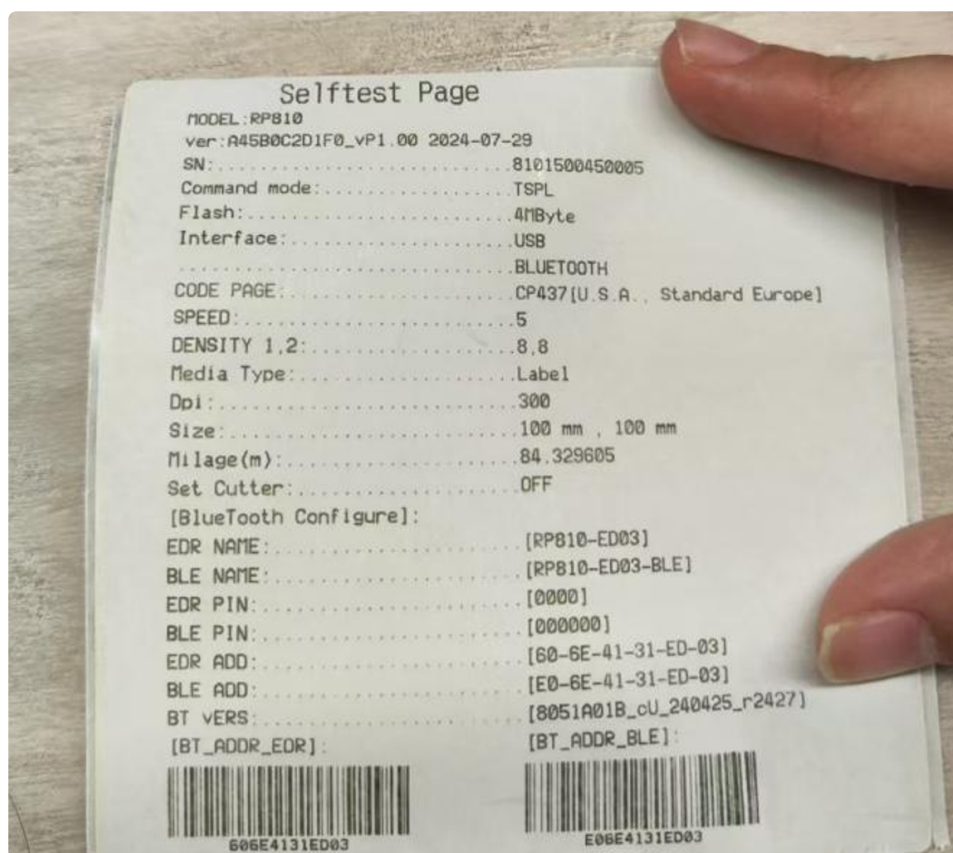 Selftest Page
MODEL:RP810
ver:A45B0C2D1F0_vP1.00 2024-07-29
SN:............................8101500450005
Command mode:..................TSPL
Flash:.........................4MByte
Interface:.....................USB
...............................BLUETOOTH
CODE PAGE:.....................CP437[U.S.A., Standard Europe]
SPEED:.........................5
DENSITY 1,2:...................8,8
Media Type:....................Label
Dpi:...........................300
Size:..........................100 mm , 100 mm
Milage(m):.....................84.329605
Set Cutter:....................OFF
[BlueTooth Configure]:
EDR NAME:......................[RP810-ED03]
BLE NAME:......................[RP810-ED03-BLE]
EDR PIN:.......................[0000]
BLE PIN:.......................[000000]
EDR ADD:.......................[60-6E-41-31-ED-03]
BLE ADD:.......................[E0-6E-41-31-ED-03]
BT VERS:.......................[8051A01B_cU_240425_r2427]
[BT_ADDR_EDR]: [BT_ADDR_BLE]:
606E4131ED03 E06E4131ED03